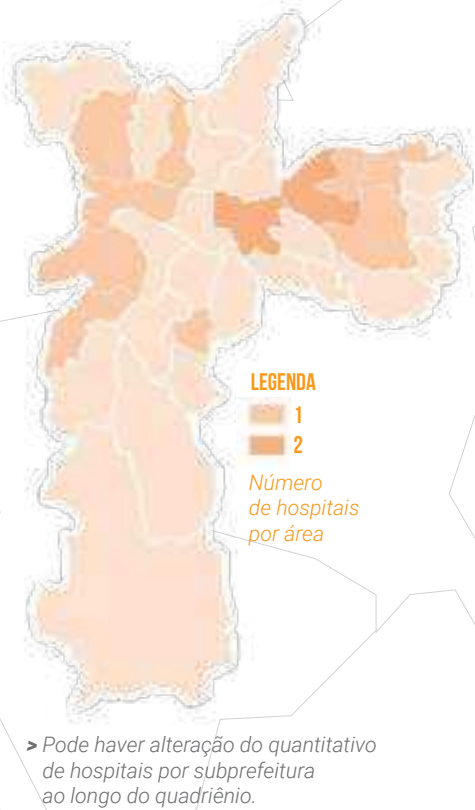 LEGENDA
1
2
Número
de hospitais
por área
> Pode haver alteração do quantitativo
de hospitais por subprefeitura
ao longo do quadriênio.